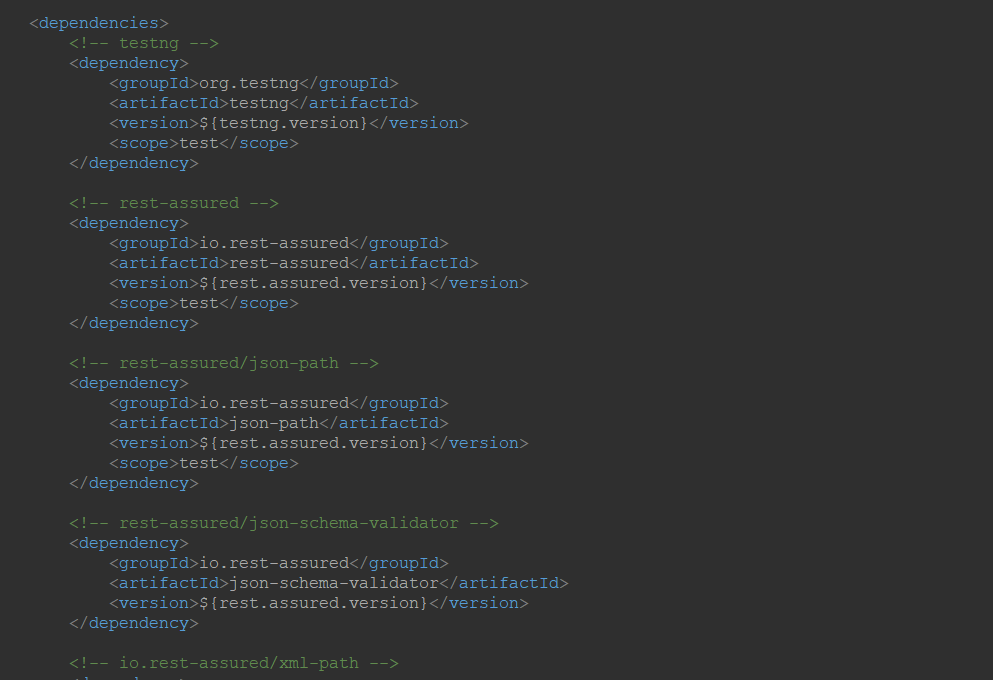 <dependencies>
<!-- testng -->
<dependency>
<groupId>org.testng</groupId>
<artifactId>testng</artifactId>
<version>${testng.version}</version>
<scope>test</scope>
</dependency>
<!-- rest-assured -->
<dependency>
<groupId>io.rest-assured</groupId>
<artifactId>rest-assured</artifactId>
<version>${rest.assured.version}</version>
<scope>test</scope>
</dependency>
<!-- rest-assured/json-path -->
<dependency>
<groupId>io.rest-assured</groupId>
<artifactId>json-path</artifactId>
<version>${rest.assured.version}</version>
<scope>test</scope>
</dependency>
<!-- rest-assured/json-schema-validator -->
<dependency>
<groupId>io.rest-assured</groupId>
<artifactId>json-schema-validator</artifactId>
<version>${rest.assured.version}</version>
</dependency>
<!-- io.rest-assured/xml-path -->